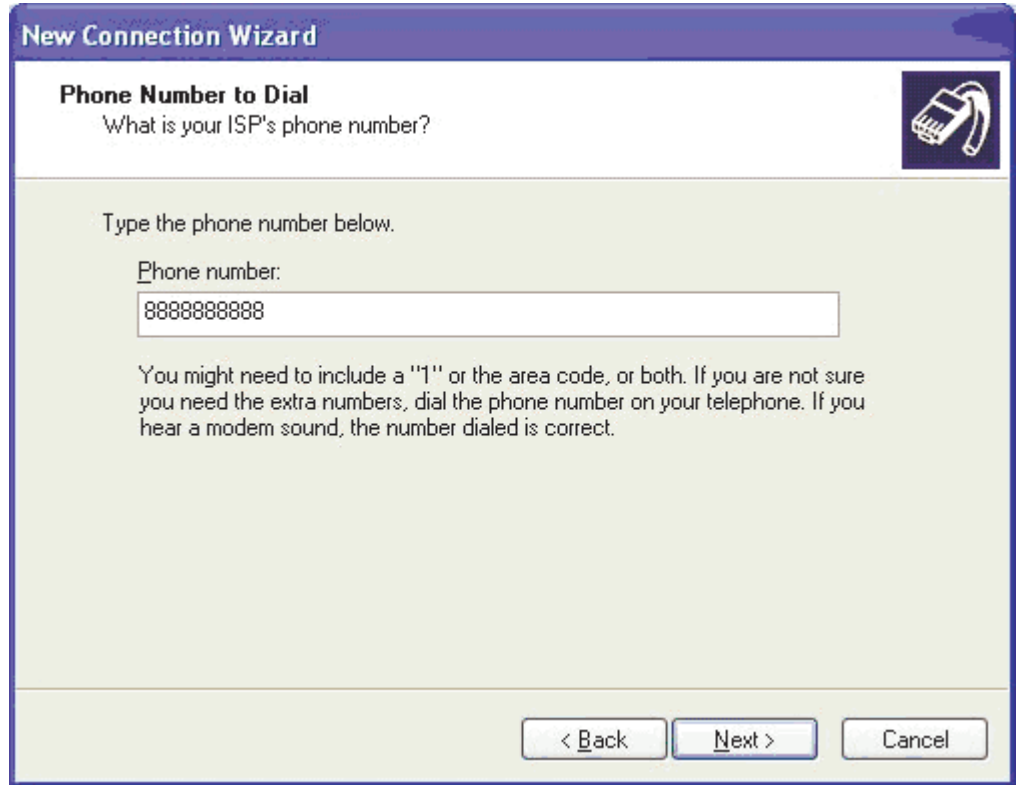 New Connection Wizard
Phone Number to Dial
What is your ISP's phone number?
Type the phone number below.
Phone number:
8888888888
You might need to include a "1" or the area code, or both. If you are not sure
you need the extra numbers, dial the phone number on your telephone. If you
hear a modem sound, the number dialed is correct.
< Back
Next >
Cancel